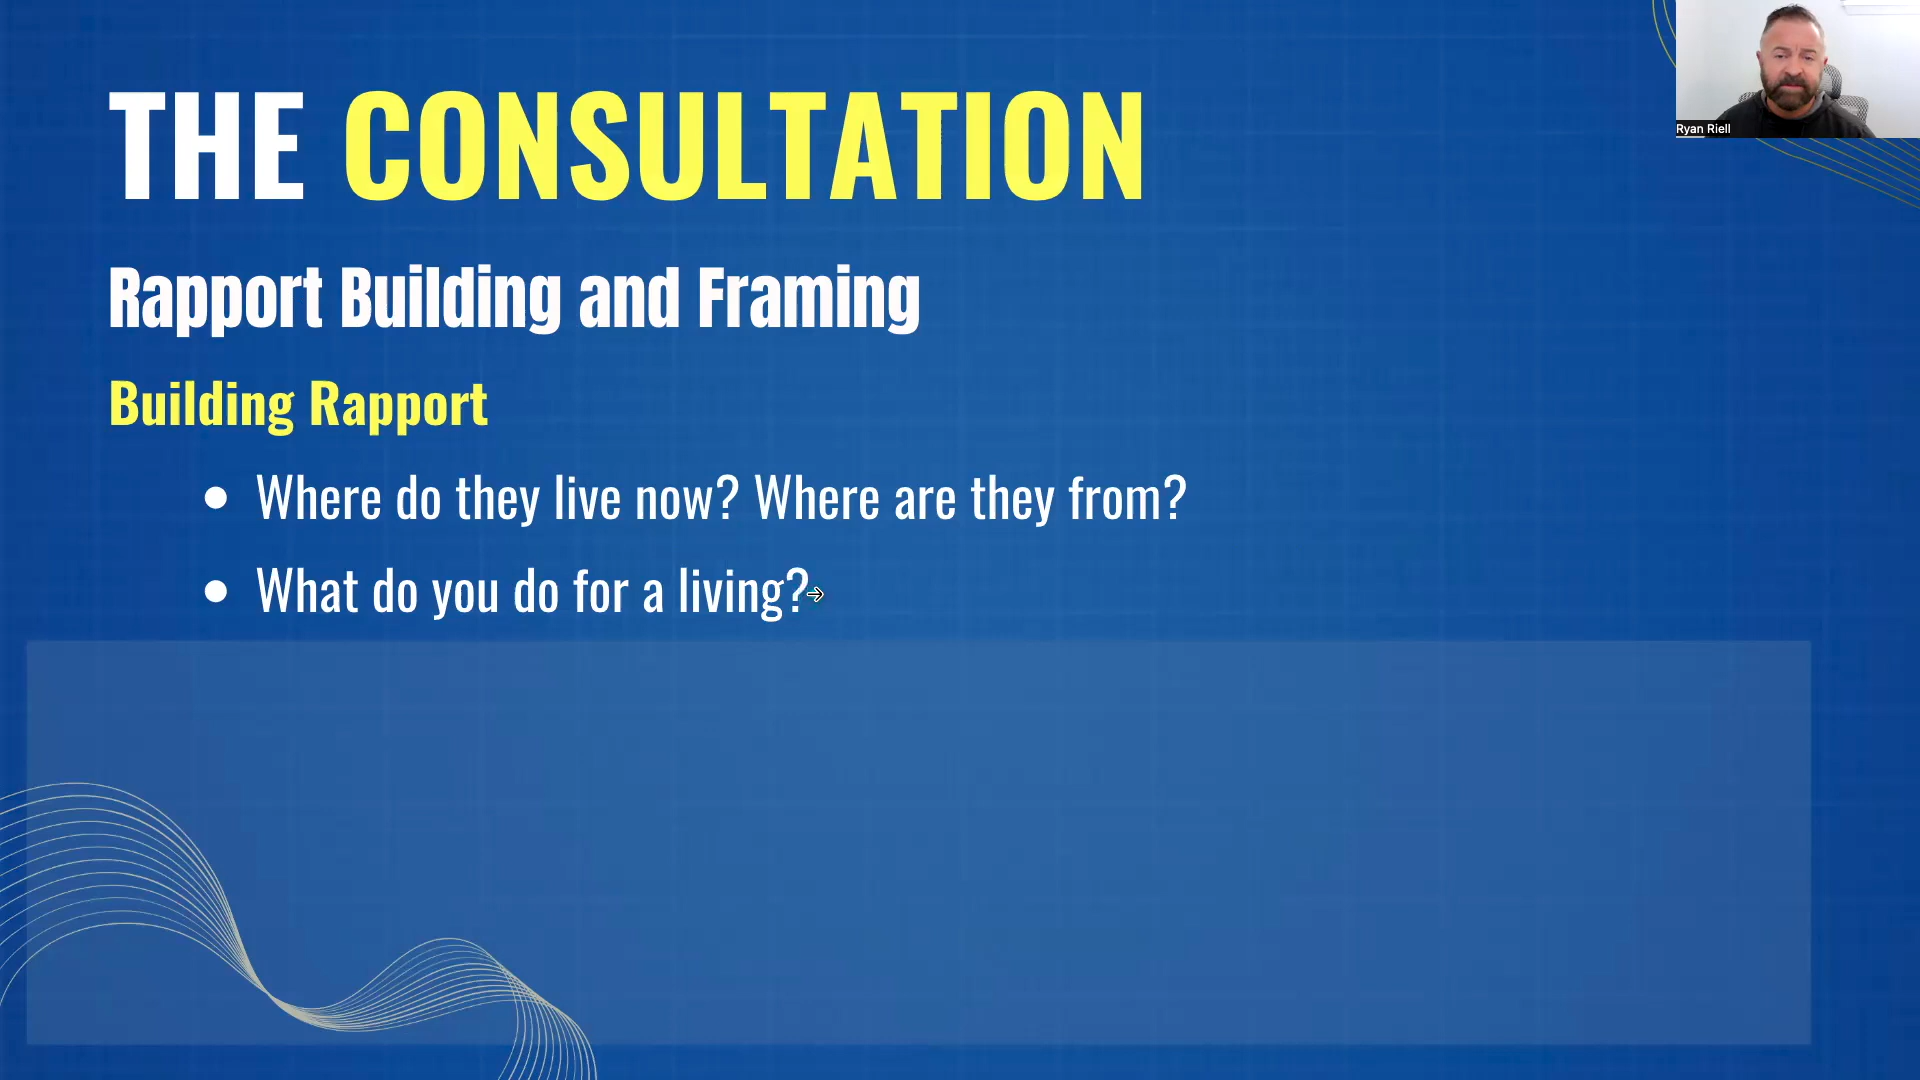 THE CONSULTATION
Ryan Riell
Rapport Building and Framing
Building Rapport
• Where do they live now? Where are they from?
• What do you do for a living?